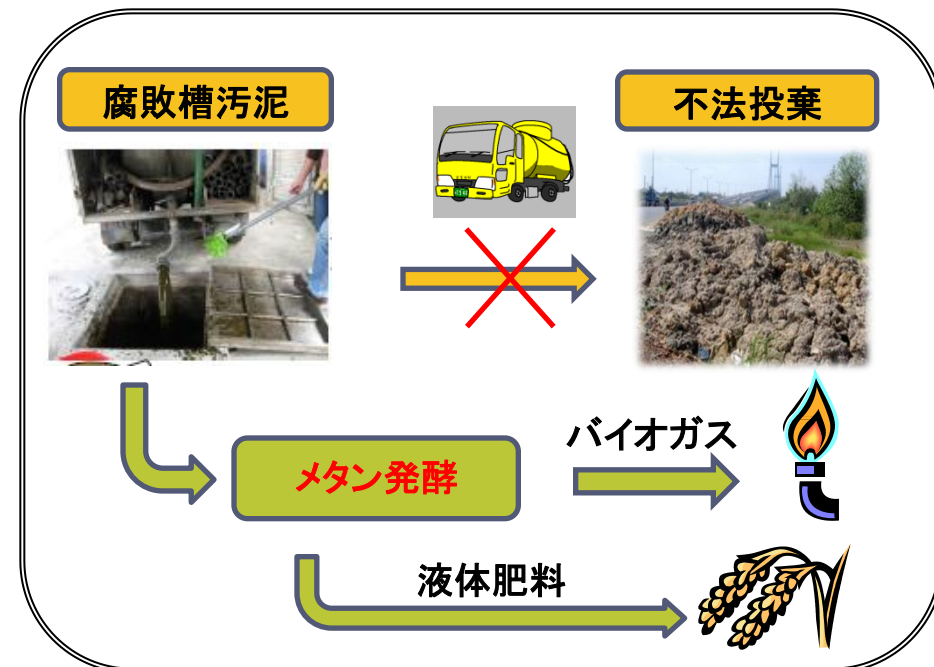 腐敗槽汚泥
不法投棄
バイオガス
メタン発酵
液体肥料